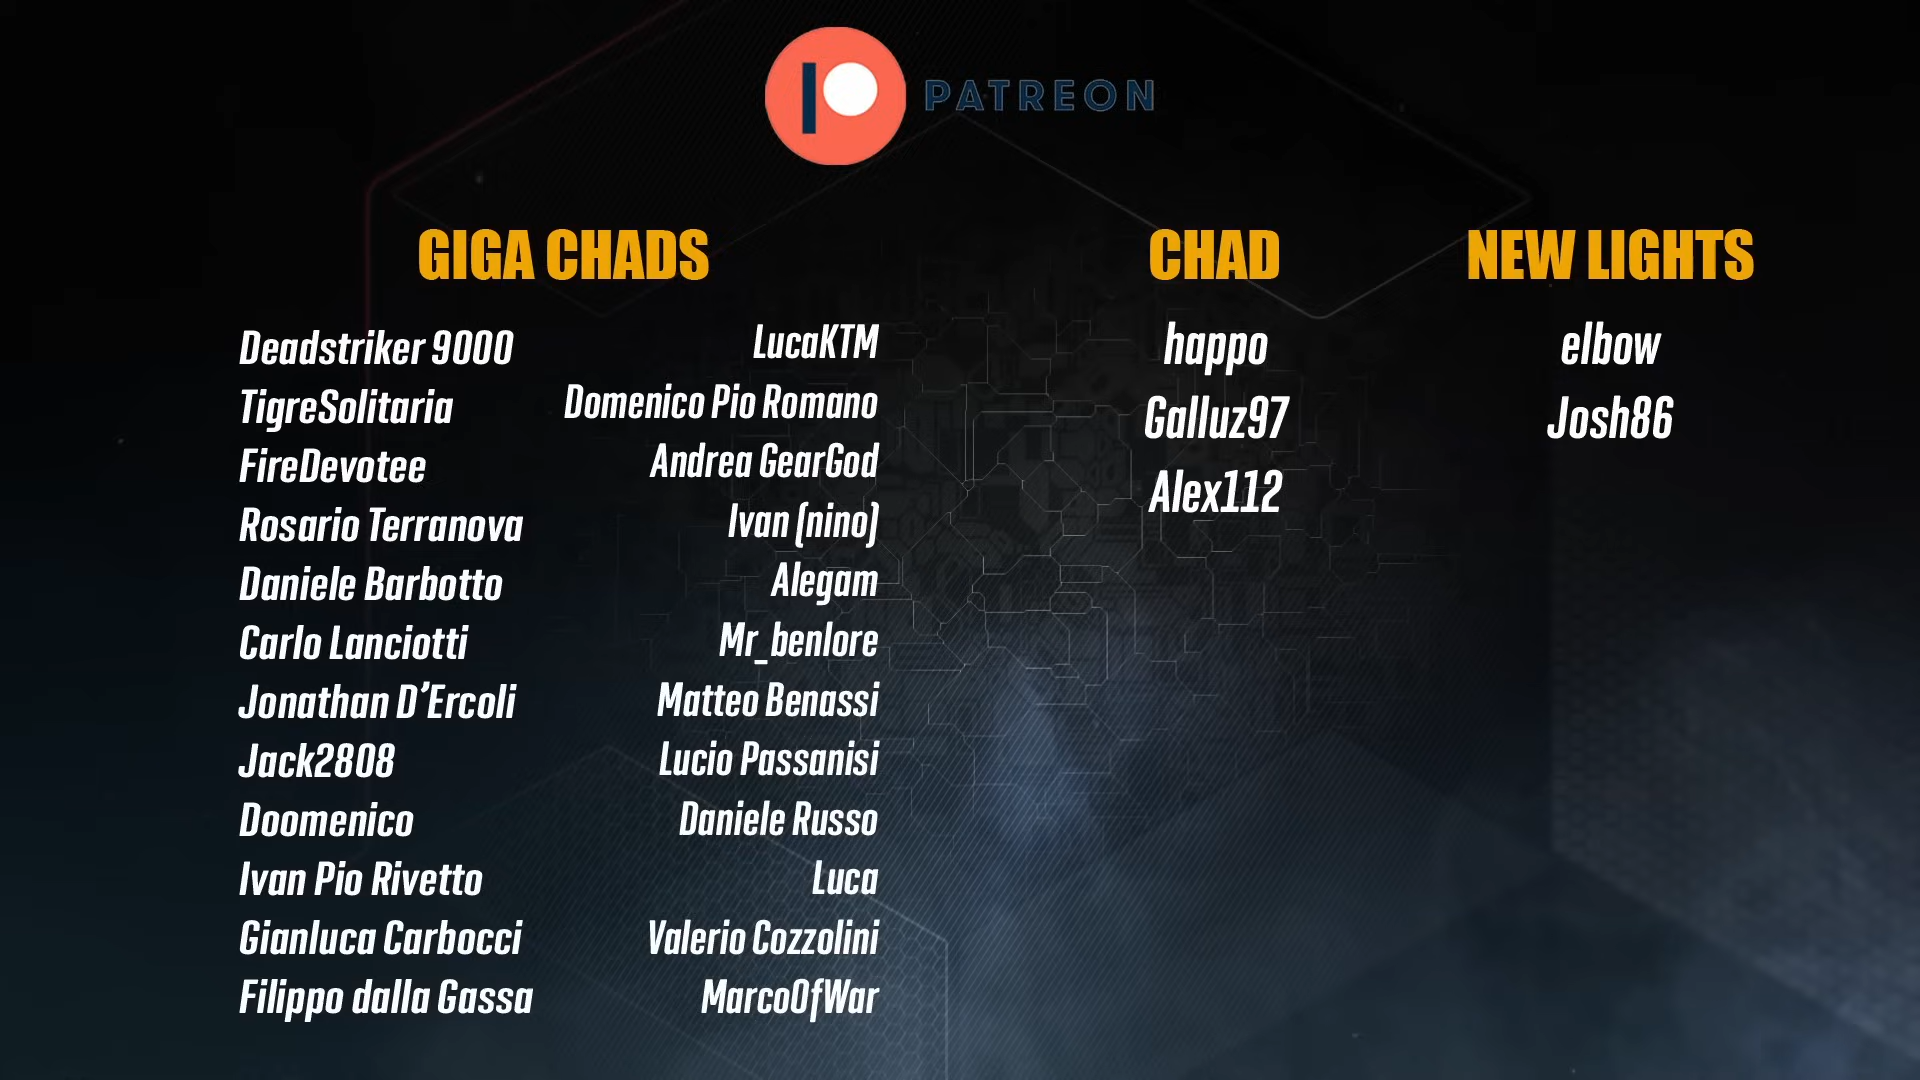 PATREON
GIGA CHADS
Deadstriker 9000
TigreSolitaria
FireDevotee
Rosario Terranova
Daniele Barbotto
Carlo Lanciotti
Jonathan D’Ercoli
Jack2808
Doomenico
Ivan Pio Rivetto
Gianluca Carbocci
Filippo dalla Gassa
LucaKTM
Domenico Pio Romano
Andrea GearGod
Ivan (nino)
Alegam
Mr_benlore
Matteo Benassi
Lucio Passanisi
Daniele Russo
Luca
Valerio Cozzolini
MarcoOfWar
CHAD
happo
Galluz97
Alex112
NEW LIGHTS
elbow
Josh86